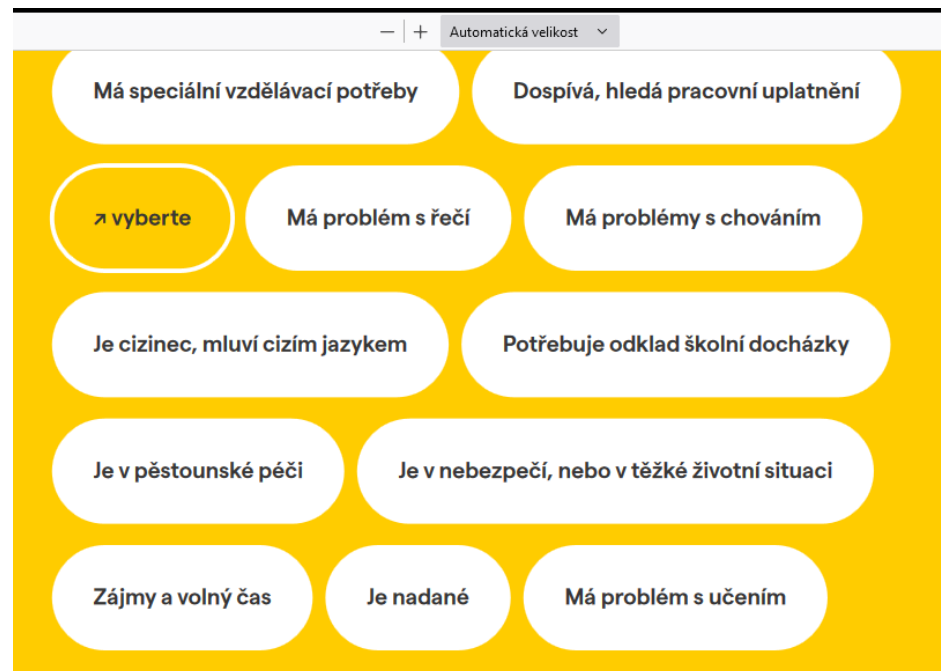 Automatická velikost
Má speciální vzdělávací potřeby
Dospívá, hledá pracovní uplatnění
↗ vyberte
Má problém s řečí
Má problémy s chováním
Je cizinec, mluví cizím jazykem
Potřebuje odklad školní docházky
Je v pěstounské péči
Je v nebezpečí, nebo v těžké životní situaci
Zájmy a volný čas
Je nadané
Má problém s učením